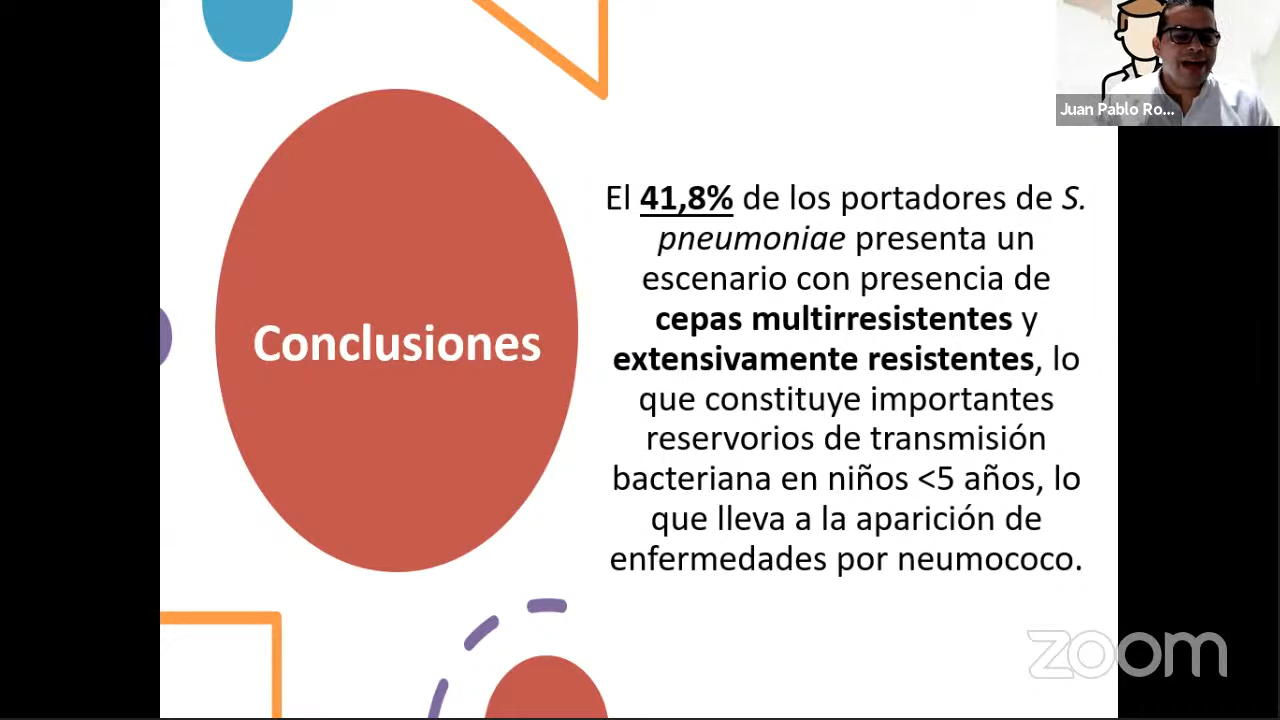 Juan Pablo Ro...
El 41,8% de los portadores de S.
pneumoniae presenta un
escenario con presencia de
cepas multirresistentes y
extensivamente resistentes, lo
que constituye importantes
reservorios de transmisión
bacteriana en niños <5 años, lo
que lleva a la aparición de
enfermedades por neumococo.
Conclusiones
zoom